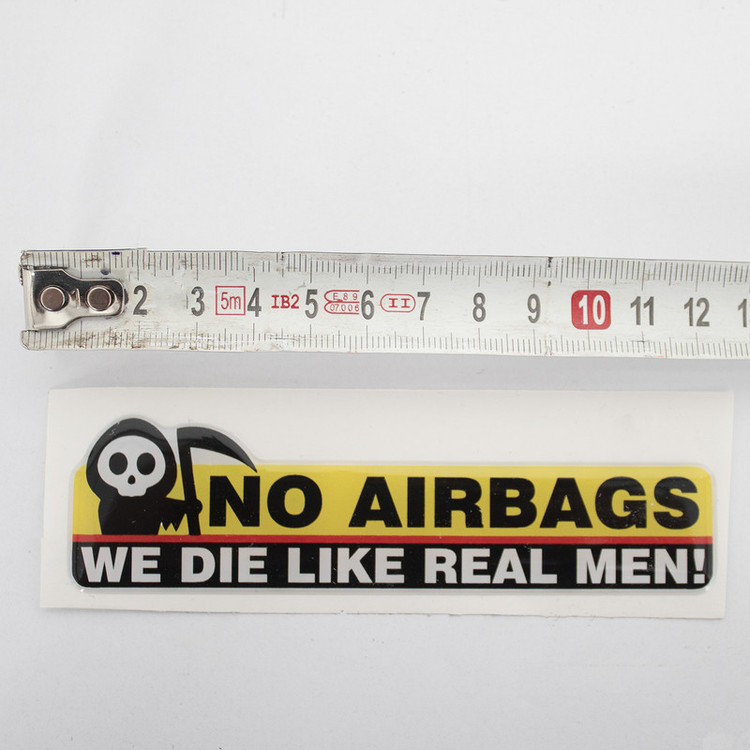 2 3 5m 4 IB2 5 E89 07006 6 II 7 8 9 10 11 12
NO AIRBAGS
WE DIE LIKE REAL MEN!